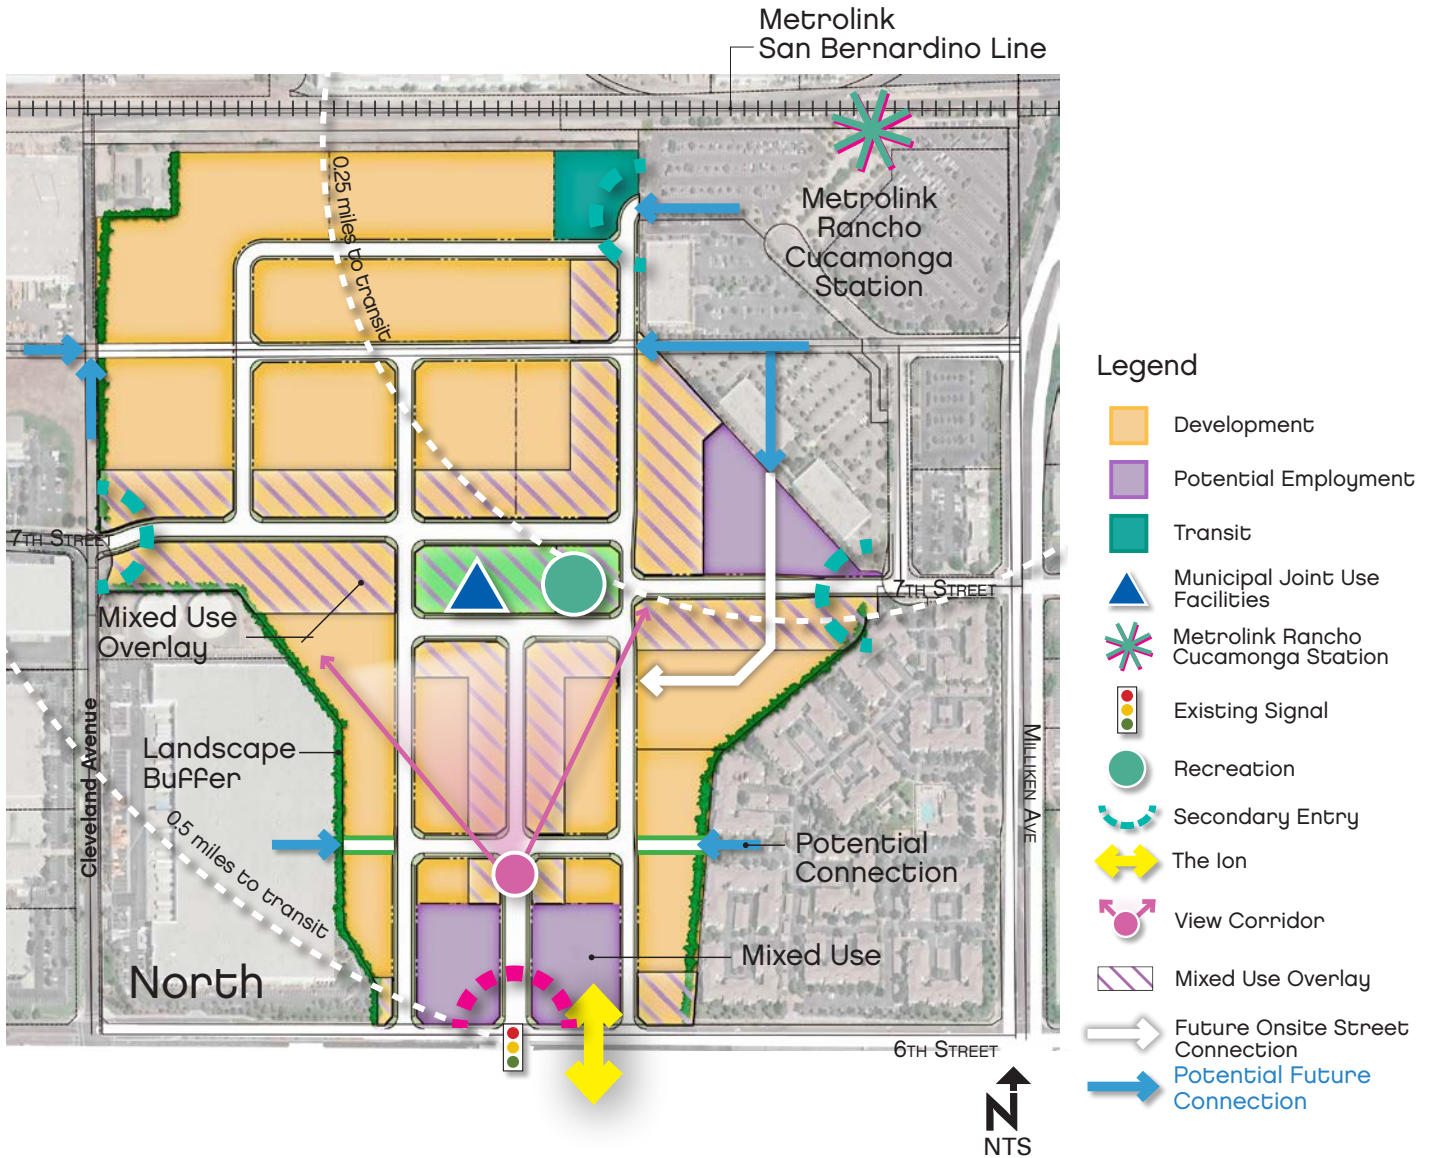 Metrolink
San Bernardino Line
0.25 miles to transit
Metrolink
Rancho
Cucamonga
Station
7th Street
7th Street
Mixed Use
Overlay
Cleveland Avenue
Landscape
Buffer
0.5 miles to transit
Milliken Ave
Potential
Connection
Mixed Use
North
6th Street
NTS
Legend
Development
Potential Employment
Transit
Municipal Joint Use
Facilities
Metrolink Rancho
Cucamonga Station
Existing Signal
Recreation
Secondary Entry
The Ion
View Corridor
Mixed Use Overlay
Future Onsite Street
Connection
Potential Future
Connection